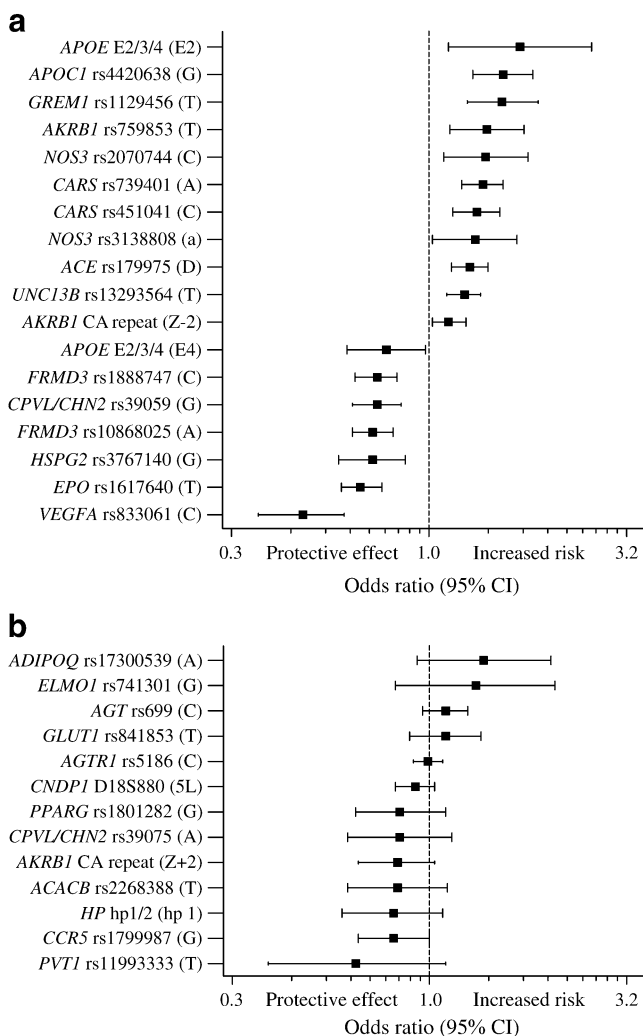 a
APOE E2/3/4 (E2)
APOC1 rs4420638 (G)
GREM1 rs1129456 (T)
AKRB1 rs759853 (T)
NOS3 rs2070744 (C)
CARS rs739401 (A)
CARS rs451041 (C)
NOS3 rs3138808 (a)
ACE rs179975 (D)
UNC13B rs13293564 (T)
AKRB1 CA repeat (Z-2)
APOE E2/3/4 (E4)
FRMD3 rs1888747 (C)
CPVL/CHN2 rs39059 (G)
FRMD3 rs10868025 (A)
HSPG2 rs3767140 (G)
EPO rs1617640 (T)
VEGFA rs833061 (C)
0.3 Protective effect 1.0 Increased risk 3.2
Odds ratio (95% CI)
b
ADIPOQ rs17300539 (A)
ELMO1 rs741301 (G)
AGT rs699 (C)
GLUT1 rs841853 (T)
AGTR1 rs5186 (C)
CNDP1 D18S880 (5L)
PPARG rs1801282 (G)
CPVL/CHN2 rs39075 (A)
AKRB1 CA repeat (Z+2)
ACACB rs2268388 (T)
HP hp1/2 (hp 1)
CCR5 rs1799987 (G)
PVT1 rs11993333 (T)
0.3 Protective effect 1.0 Increased risk 3.2
Odds ratio (95% CI)